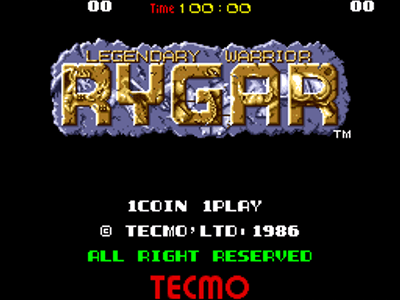 00 Time 100:00 00
LEGENDARY WARRIOR
RYGAR
TM
1COIN 1PLAY
© TECMO,LTD. 1986
ALL RIGHT RESERVED
TECMO